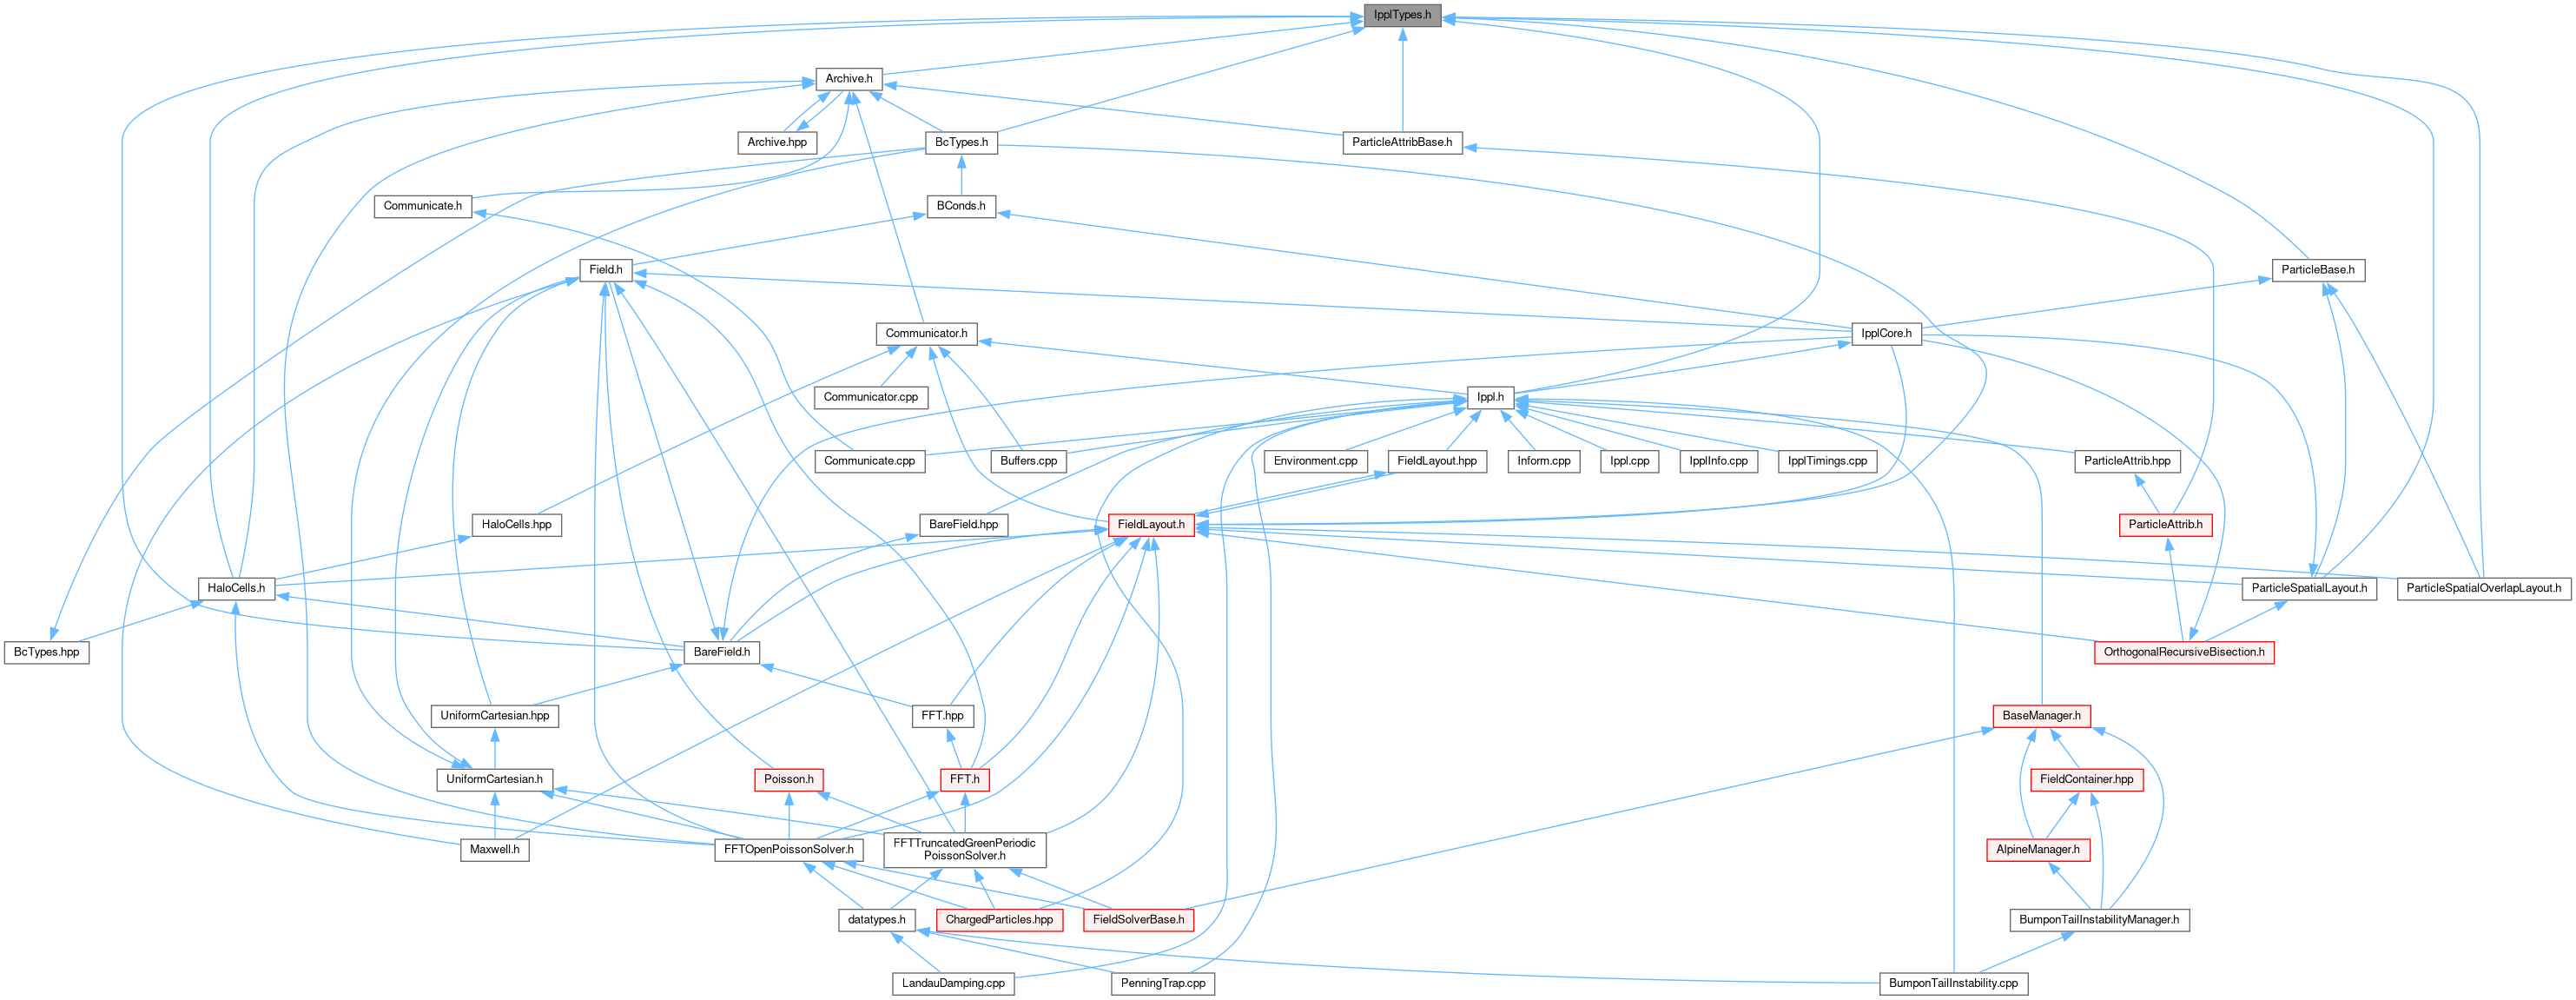 IpplTypes.h
Archive.h
Archive.hpp
BcTypes.h
ParticleAttribBase.h
Communicate.h
BConds.h
Field.h
ParticleBase.h
Communicator.h
IpplCore.h
Communicator.cpp
Ippl.h
Communicate.cpp
Buffers.cpp
Environment.cpp
FieldLayout.hpp
Inform.cpp
Ippl.cpp
IpplInfo.cpp
IpplTimings.cpp
ParticleAttrib.hpp
HaloCells.hpp
BareField.hpp
FieldLayout.h
ParticleAttrib.h
HaloCells.h
ParticleSpatialLayout.h
ParticleSpatialOverlapLayout.h
BcTypes.hpp
BareField.h
OrthogonalRecursiveBisection.h
UniformCartesian.hpp
FFT.hpp
BaseManager.h
UniformCartesian.h
Poisson.h
FFT.h
FieldContainer.hpp
Maxwell.h
FFTOpenPoissonSolver.h
FFTTruncatedGreenPeriodic
PoissonSolver.h
AlpineManager.h
datatypes.h
ChargedParticles.hpp
FieldSolverBase.h
BumponTailInstabilityManager.h
LandauDamping.cpp
PenningTrap.cpp
BumponTailInstability.cpp